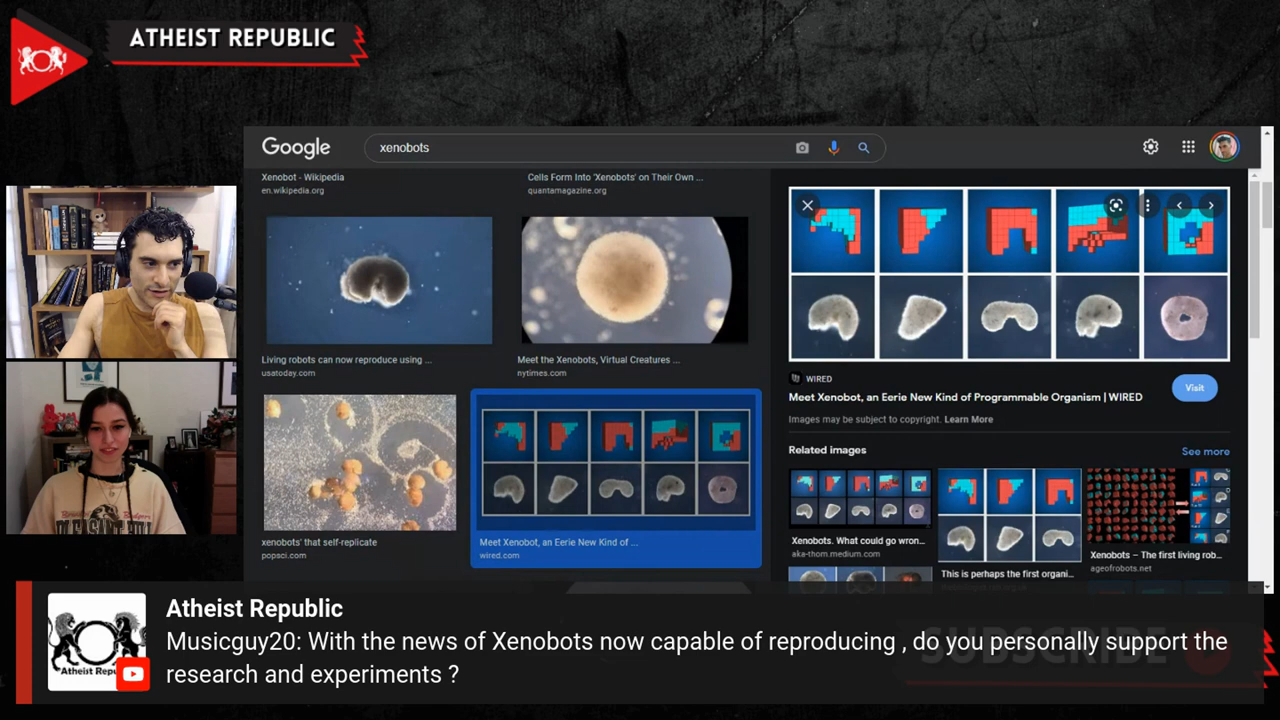 ATHEIST REPUBLIC
Google
xenobots
Xenobot - Wikipedia
en.wikipedia.org
Cells Form Into 'Xenobots' on Their Own ...
quantamagazine.org
Living robots can now reproduce using ...
usatoday.com
Meet the Xenobots, Virtual Creatures ...
nytimes.com
xenobots' that self-replicate
popsci.com
Meet Xenobot, an Eerie New Kind of ...
wired.com
WIRED
Meet Xenobot, an Eerie New Kind of Programmable Organism | WIRED
Visit
Images may be subject to copyright. Learn More
Related images
See more
Xenobots. What could go wron...
aka-thom.medium.com
This is perhaps the first organi...
Xenobots – The first living rob...
ageofrobots.net
PLEASANT HILL
Atheist Republic
Musicguy20: With the news of Xenobots now capable of reproducing , do you personally support the
research and experiments ?
Atheist Repu
SUBSCRIBE